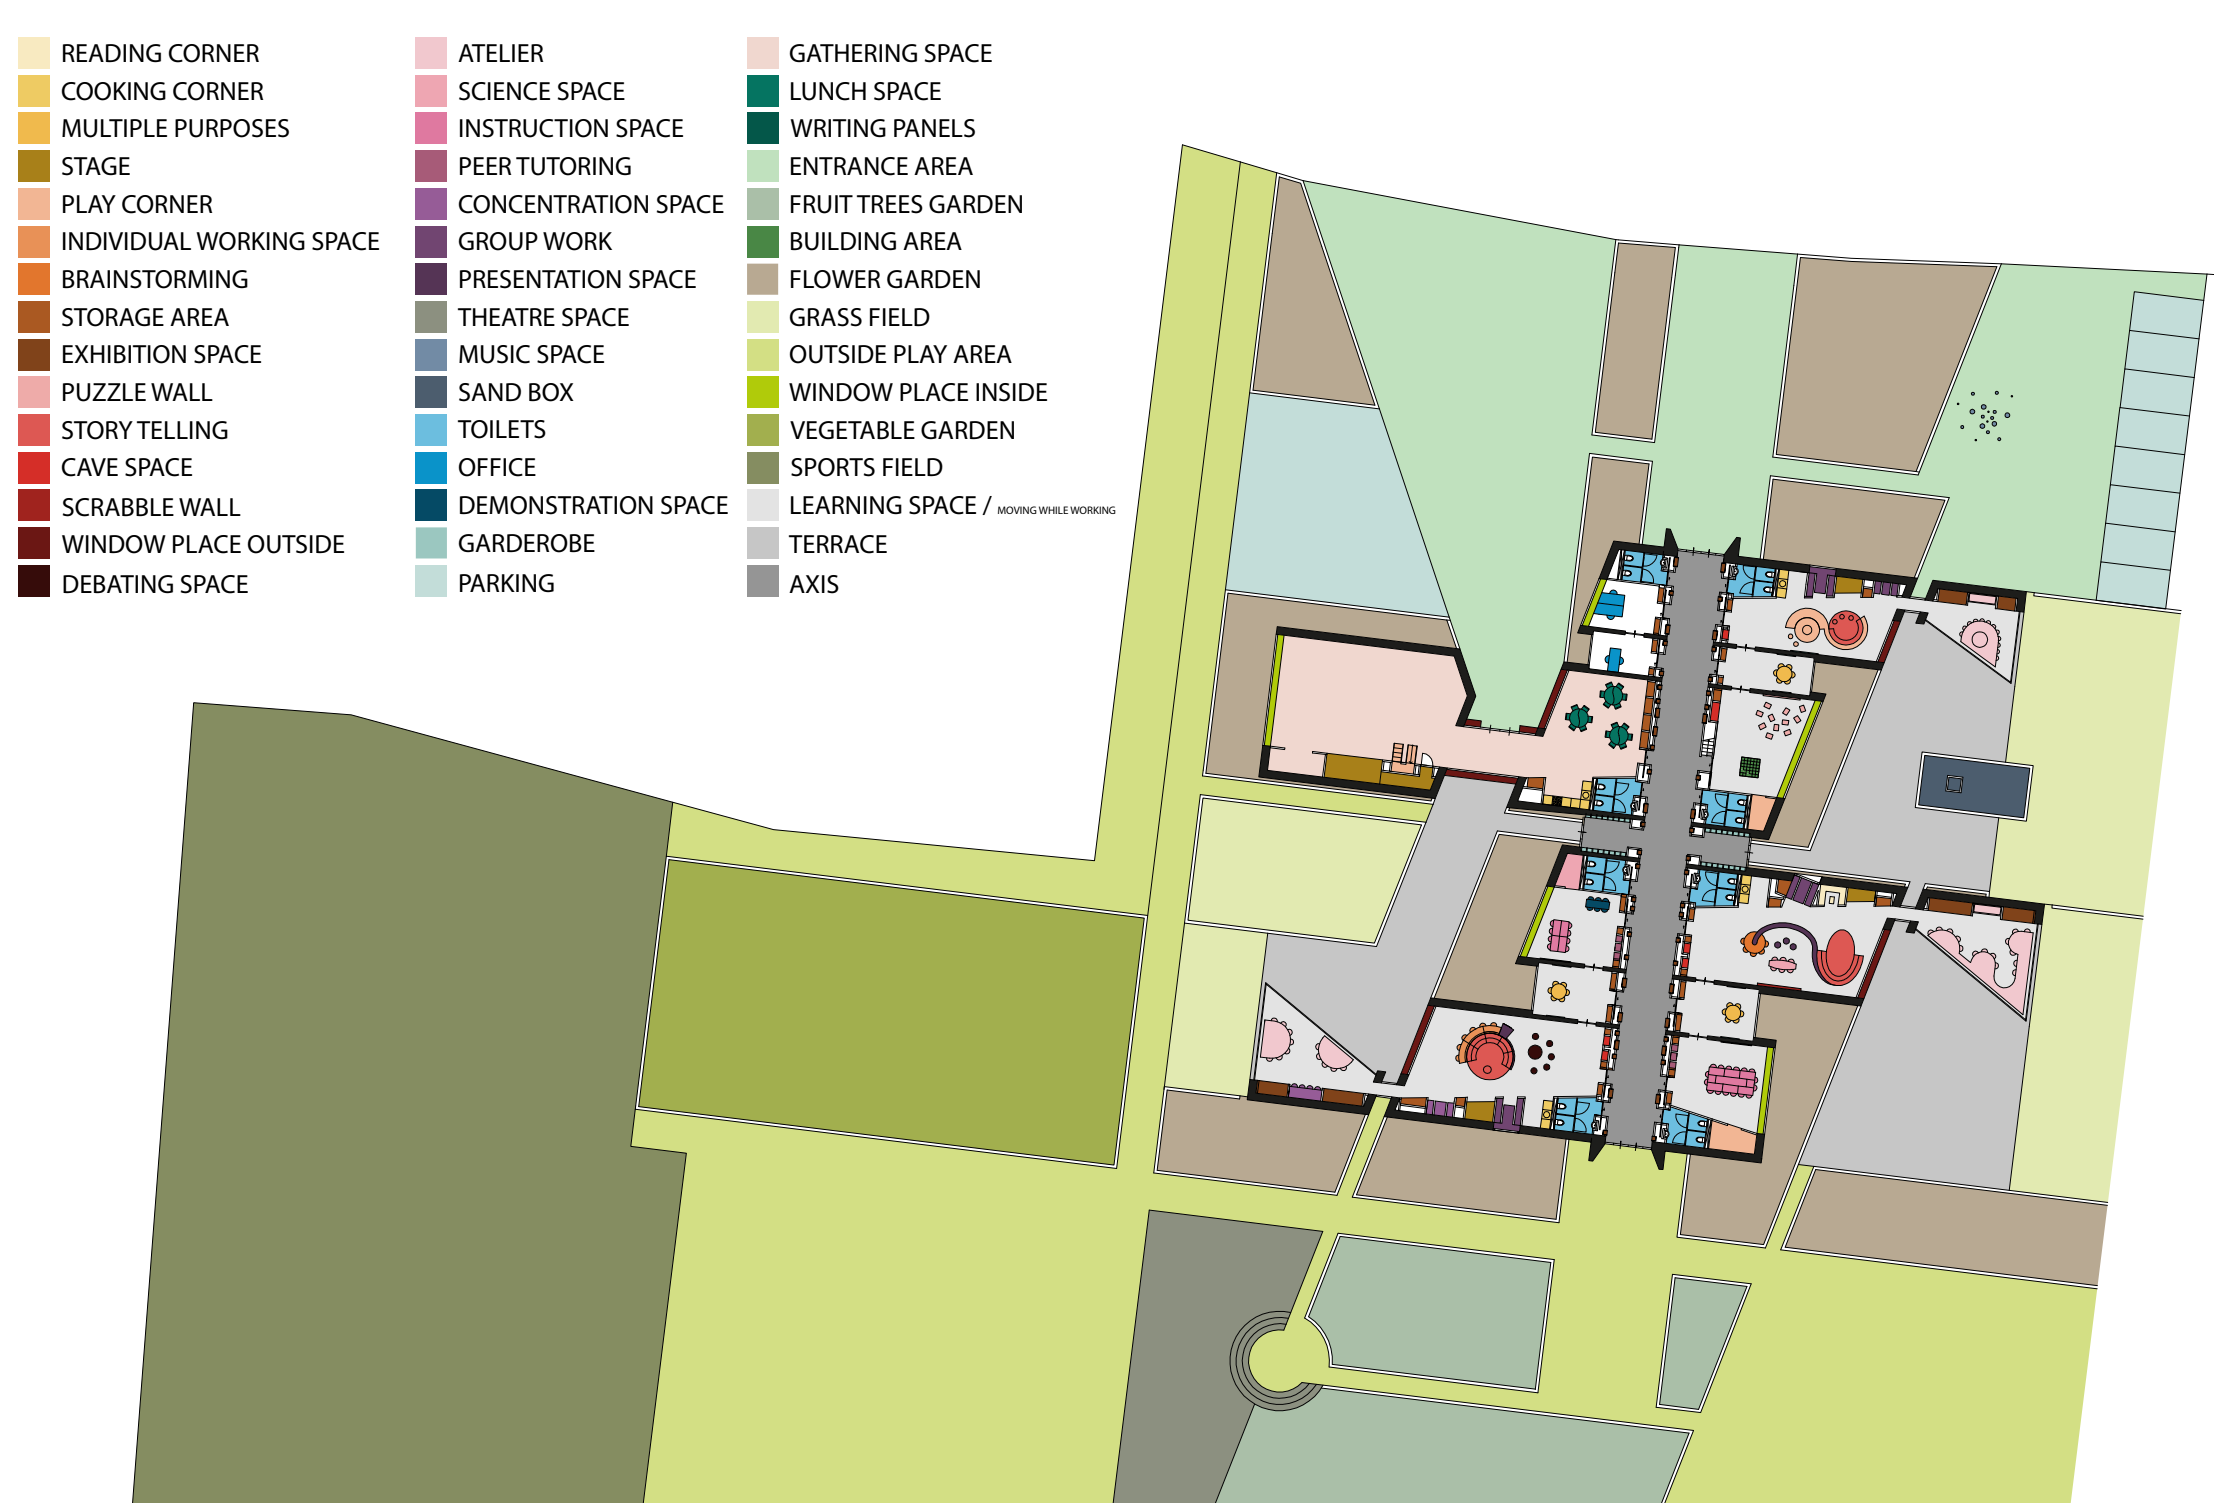 READING CORNER
COOKING CORNER
MULTIPLE PURPOSES
STAGE
PLAY CORNER
INDIVIDUAL WORKING SPACE
BRAINSTORMING
STORAGE AREA
EXHIBITION SPACE
PUZZLE WALL
STORY TELLING
CAVE SPACE
SCRABBLE WALL
WINDOW PLACE OUTSIDE
DEBATING SPACE
ATELIER
SCIENCE SPACE
INSTRUCTION SPACE
PEER TUTORING
CONCENTRATION SPACE
GROUP WORK
PRESENTATION SPACE
THEATRE SPACE
MUSIC SPACE
SAND BOX
TOILETS
OFFICE
DEMONSTRATION SPACE
GARDEROBE
PARKING
GATHERING SPACE
LUNCH SPACE
WRITING PANELS
ENTRANCE AREA
FRUIT TREES GARDEN
BUILDING AREA
FLOWER GARDEN
GRASS FIELD
OUTSIDE PLAY AREA
WINDOW PLACE INSIDE
VEGETABLE GARDEN
SPORTS FIELD
LEARNING SPACE / MOVING WHILE WORKING
TERRACE
AXIS